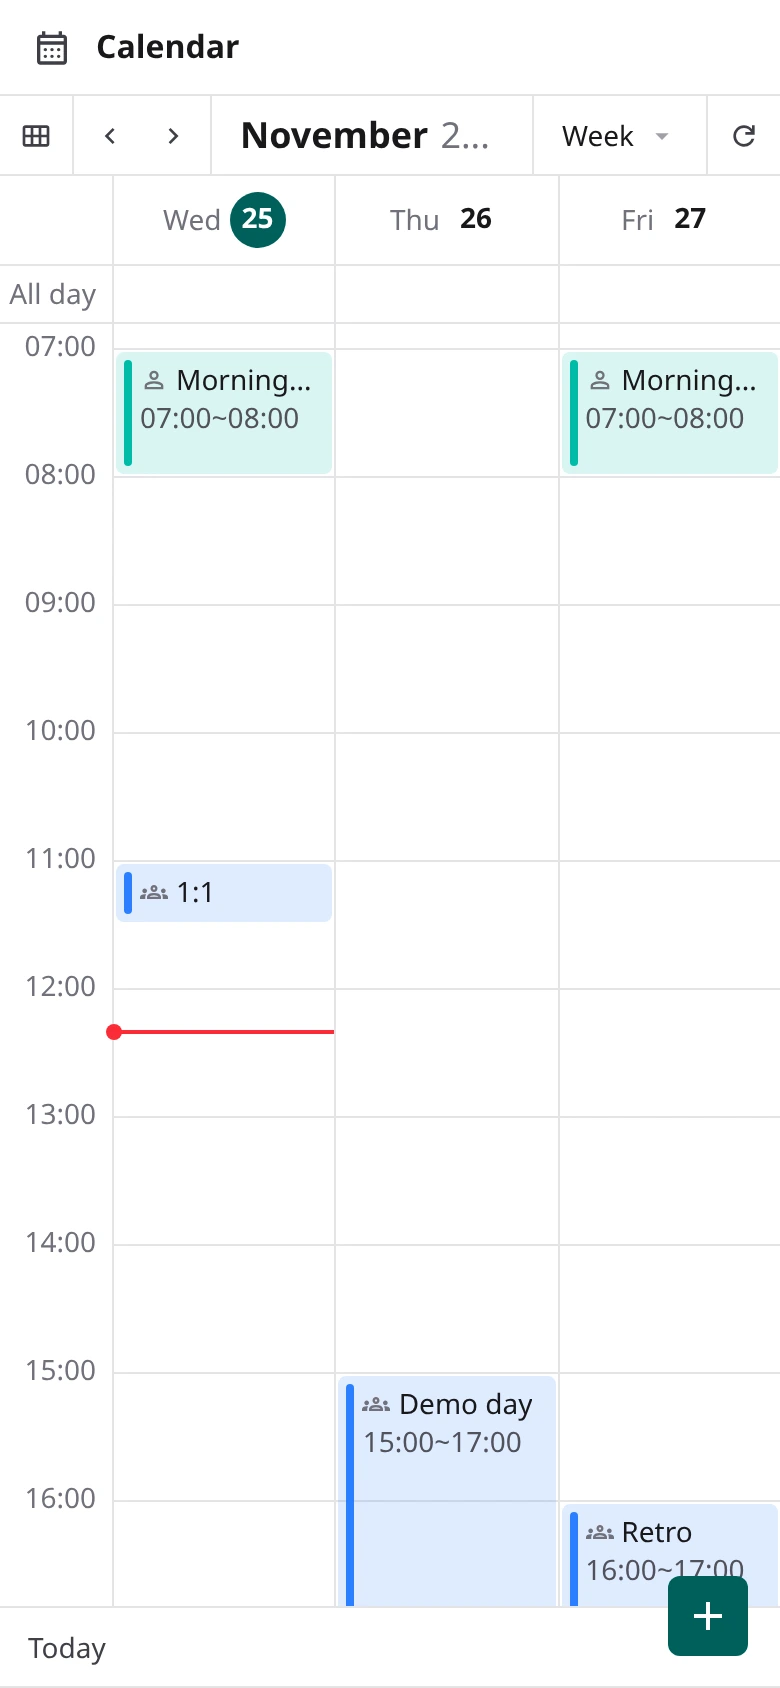 Calendar
November 2...
Week
Wed 25
Thu 26
Fri 27
All day
07:00
Morning...
07:00~08:00
Morning...
07:00~08:00
08:00
09:00
10:00
11:00
1:1
12:00
13:00
14:00
15:00
Demo day
15:00~17:00
16:00
Retro
16:00~17:00
Today